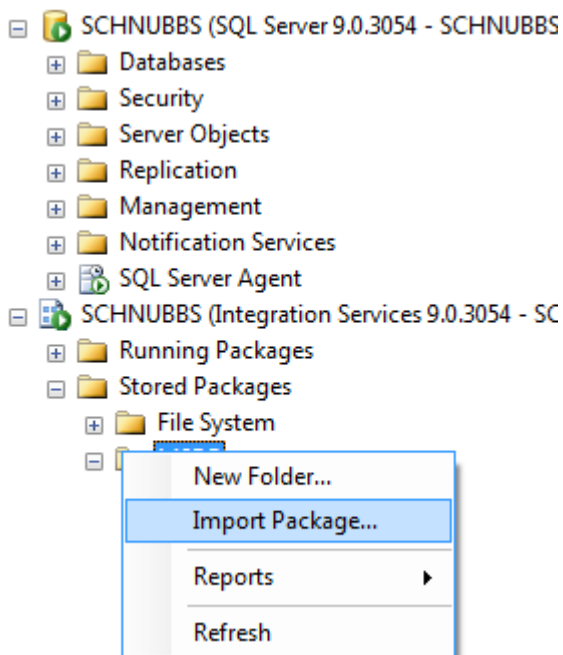 SCHNUBBS (SQL Server 9.0.3054 - SCHNUBBS
Databases
Security
Server Objects
Replication
Management
Notification Services
SQL Server Agent
SCHNUBBS (Integration Services 9.0.3054 - SC
Running Packages
Stored Packages
File System
New Folder...
Import Package...
Reports
Refresh